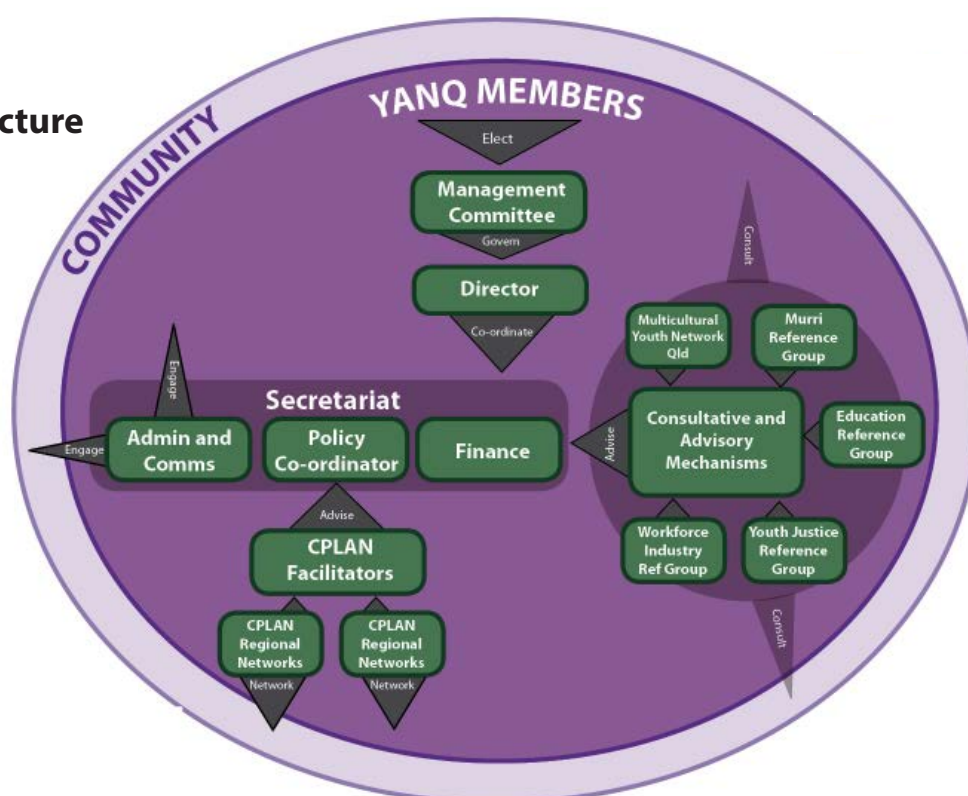 cture
COMMUNITY
YANQ MEMBERS
Elect
Management
Committee
Govern
Director
Co-ordinate
Consult
Multicultural
Youth Network
Qld
Murri
Reference
Group
Consultative and
Advisory
Mechanisms
Education
Reference
Group
Advise
Workforce
Industry
Ref Group
Youth Justice
Reference
Group
Consult
Secretariat
Engage
Engage
Admin and
Comms
Policy
Co-ordinator
Finance
Advise
CPLAN
Facilitators
CPLAN
Regional
Networks
Network
CPLAN
Regional
Networks
Network